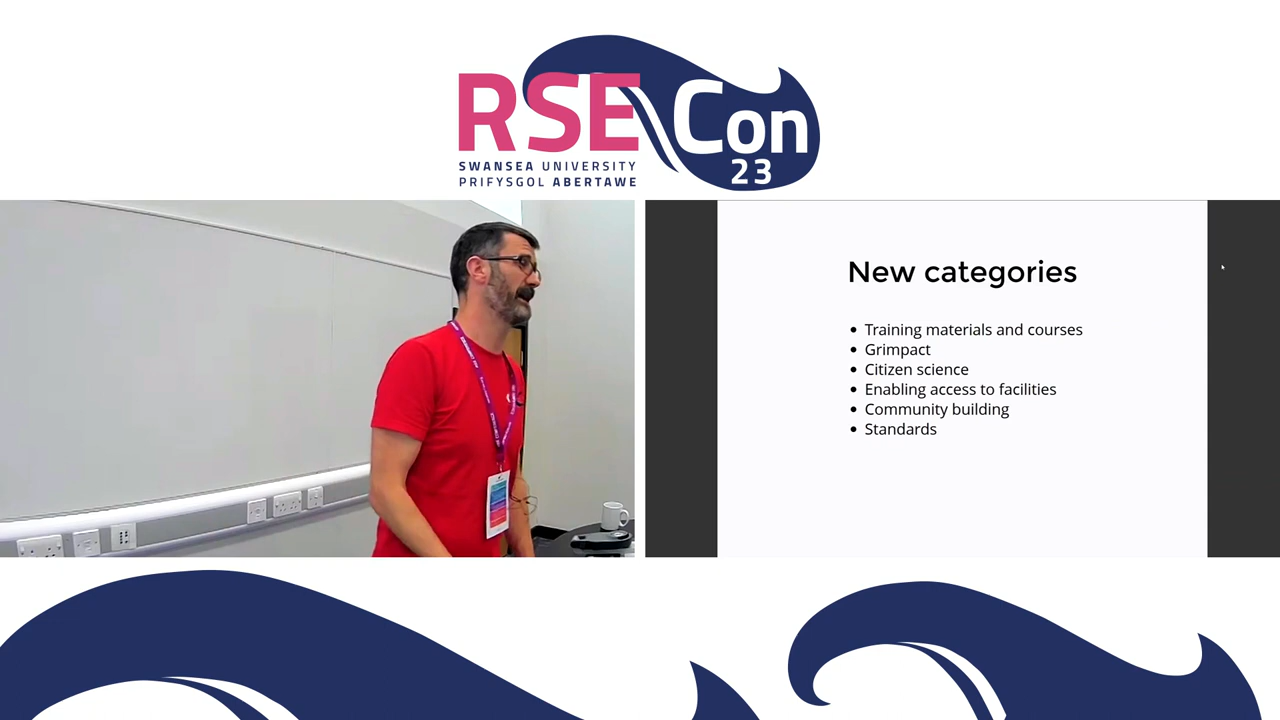 RSE Con
23
SWANSEA UNIVERSITY
PRIFYSGOL ABERTAWE
New categories
• Training materials and courses
• Grimpact
• Citizen science
• Enabling access to facilities
• Community building
• Standards